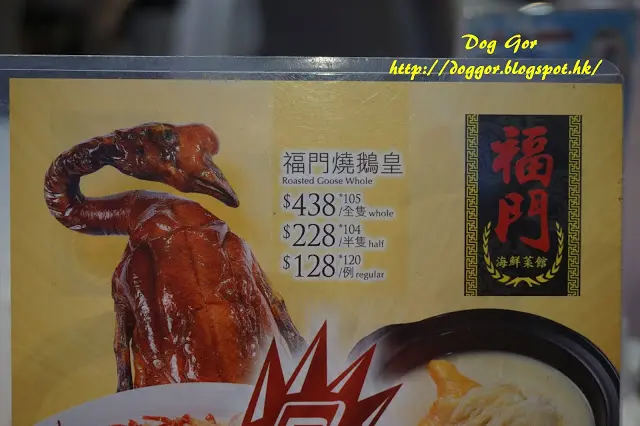 Dog Gor
http://doggor.blogspot.hk/
福門燒鵝皇
Roasted Goose Whole
$438 *105 /全隻 whole
$228 *104 /半隻 half
$128 *120 /例 regular
福門
海鮮菜館